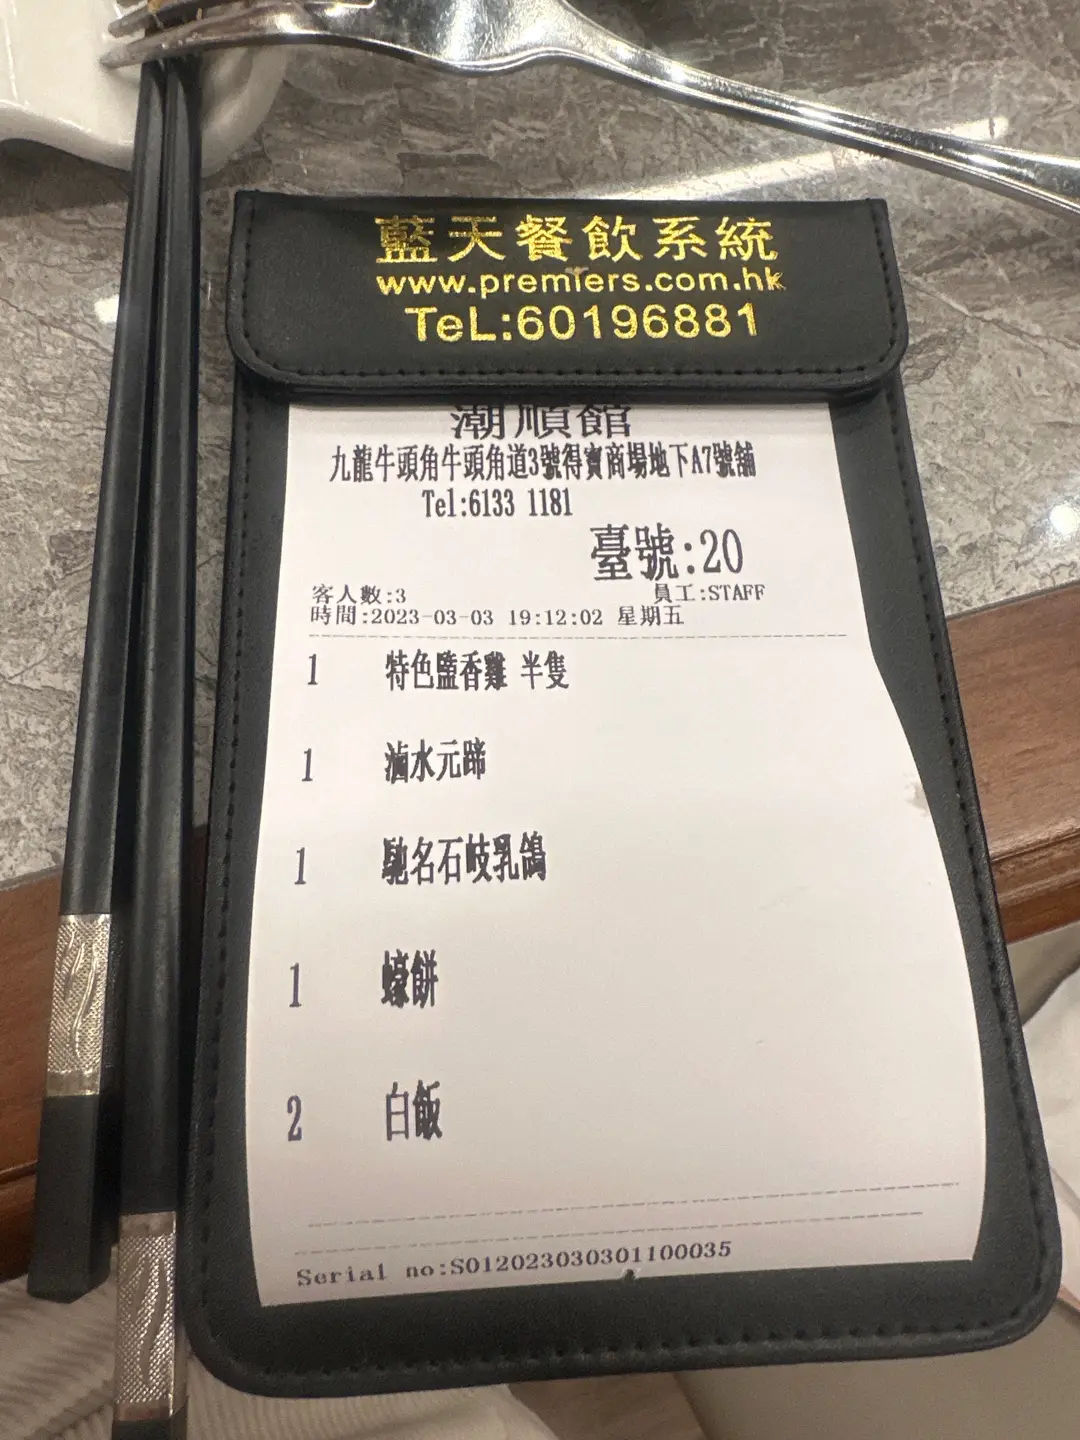 藍天餐飲系統
www.premiers.com.hk
TeL:60196881
潮順館
九龍牛頭角牛頭角道3號得寶商場地下A7號舖
Tel:6133 1181
臺號:20
客人數:3 員工:STAFF
時間:2023-03-03 19:12:02 星期五
1 特色鹽香雞 半隻
1 滷水元蹄
1 馳名石岐乳鴿
1 蠔餅
2 白飯
Serial no:S012023030301100035